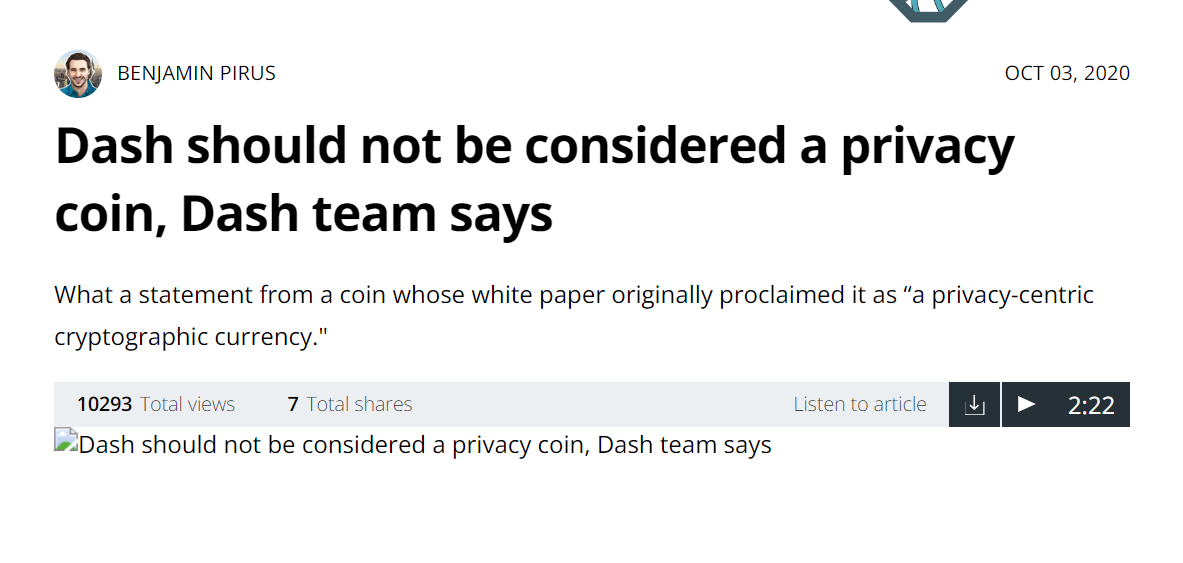 BENJAMIN PIRUS
OCT 03, 2020
Dash should not be considered a privacy
coin, Dash team says
What a statement from a coin whose white paper originally proclaimed it as “a privacy-centric
cryptographic currency."
10293 Total views 7 Total shares Listen to article 2:22
Dash should not be considered a privacy coin, Dash team says